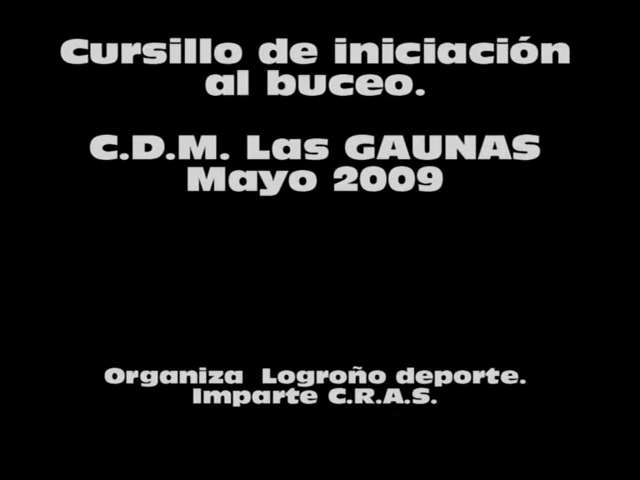 Cursillo de iniciación
al buceo.
C.D.M. Las GAUNAS
Mayo 2009
Organiza Logroño deporte.
Imparte C.R.A.S.